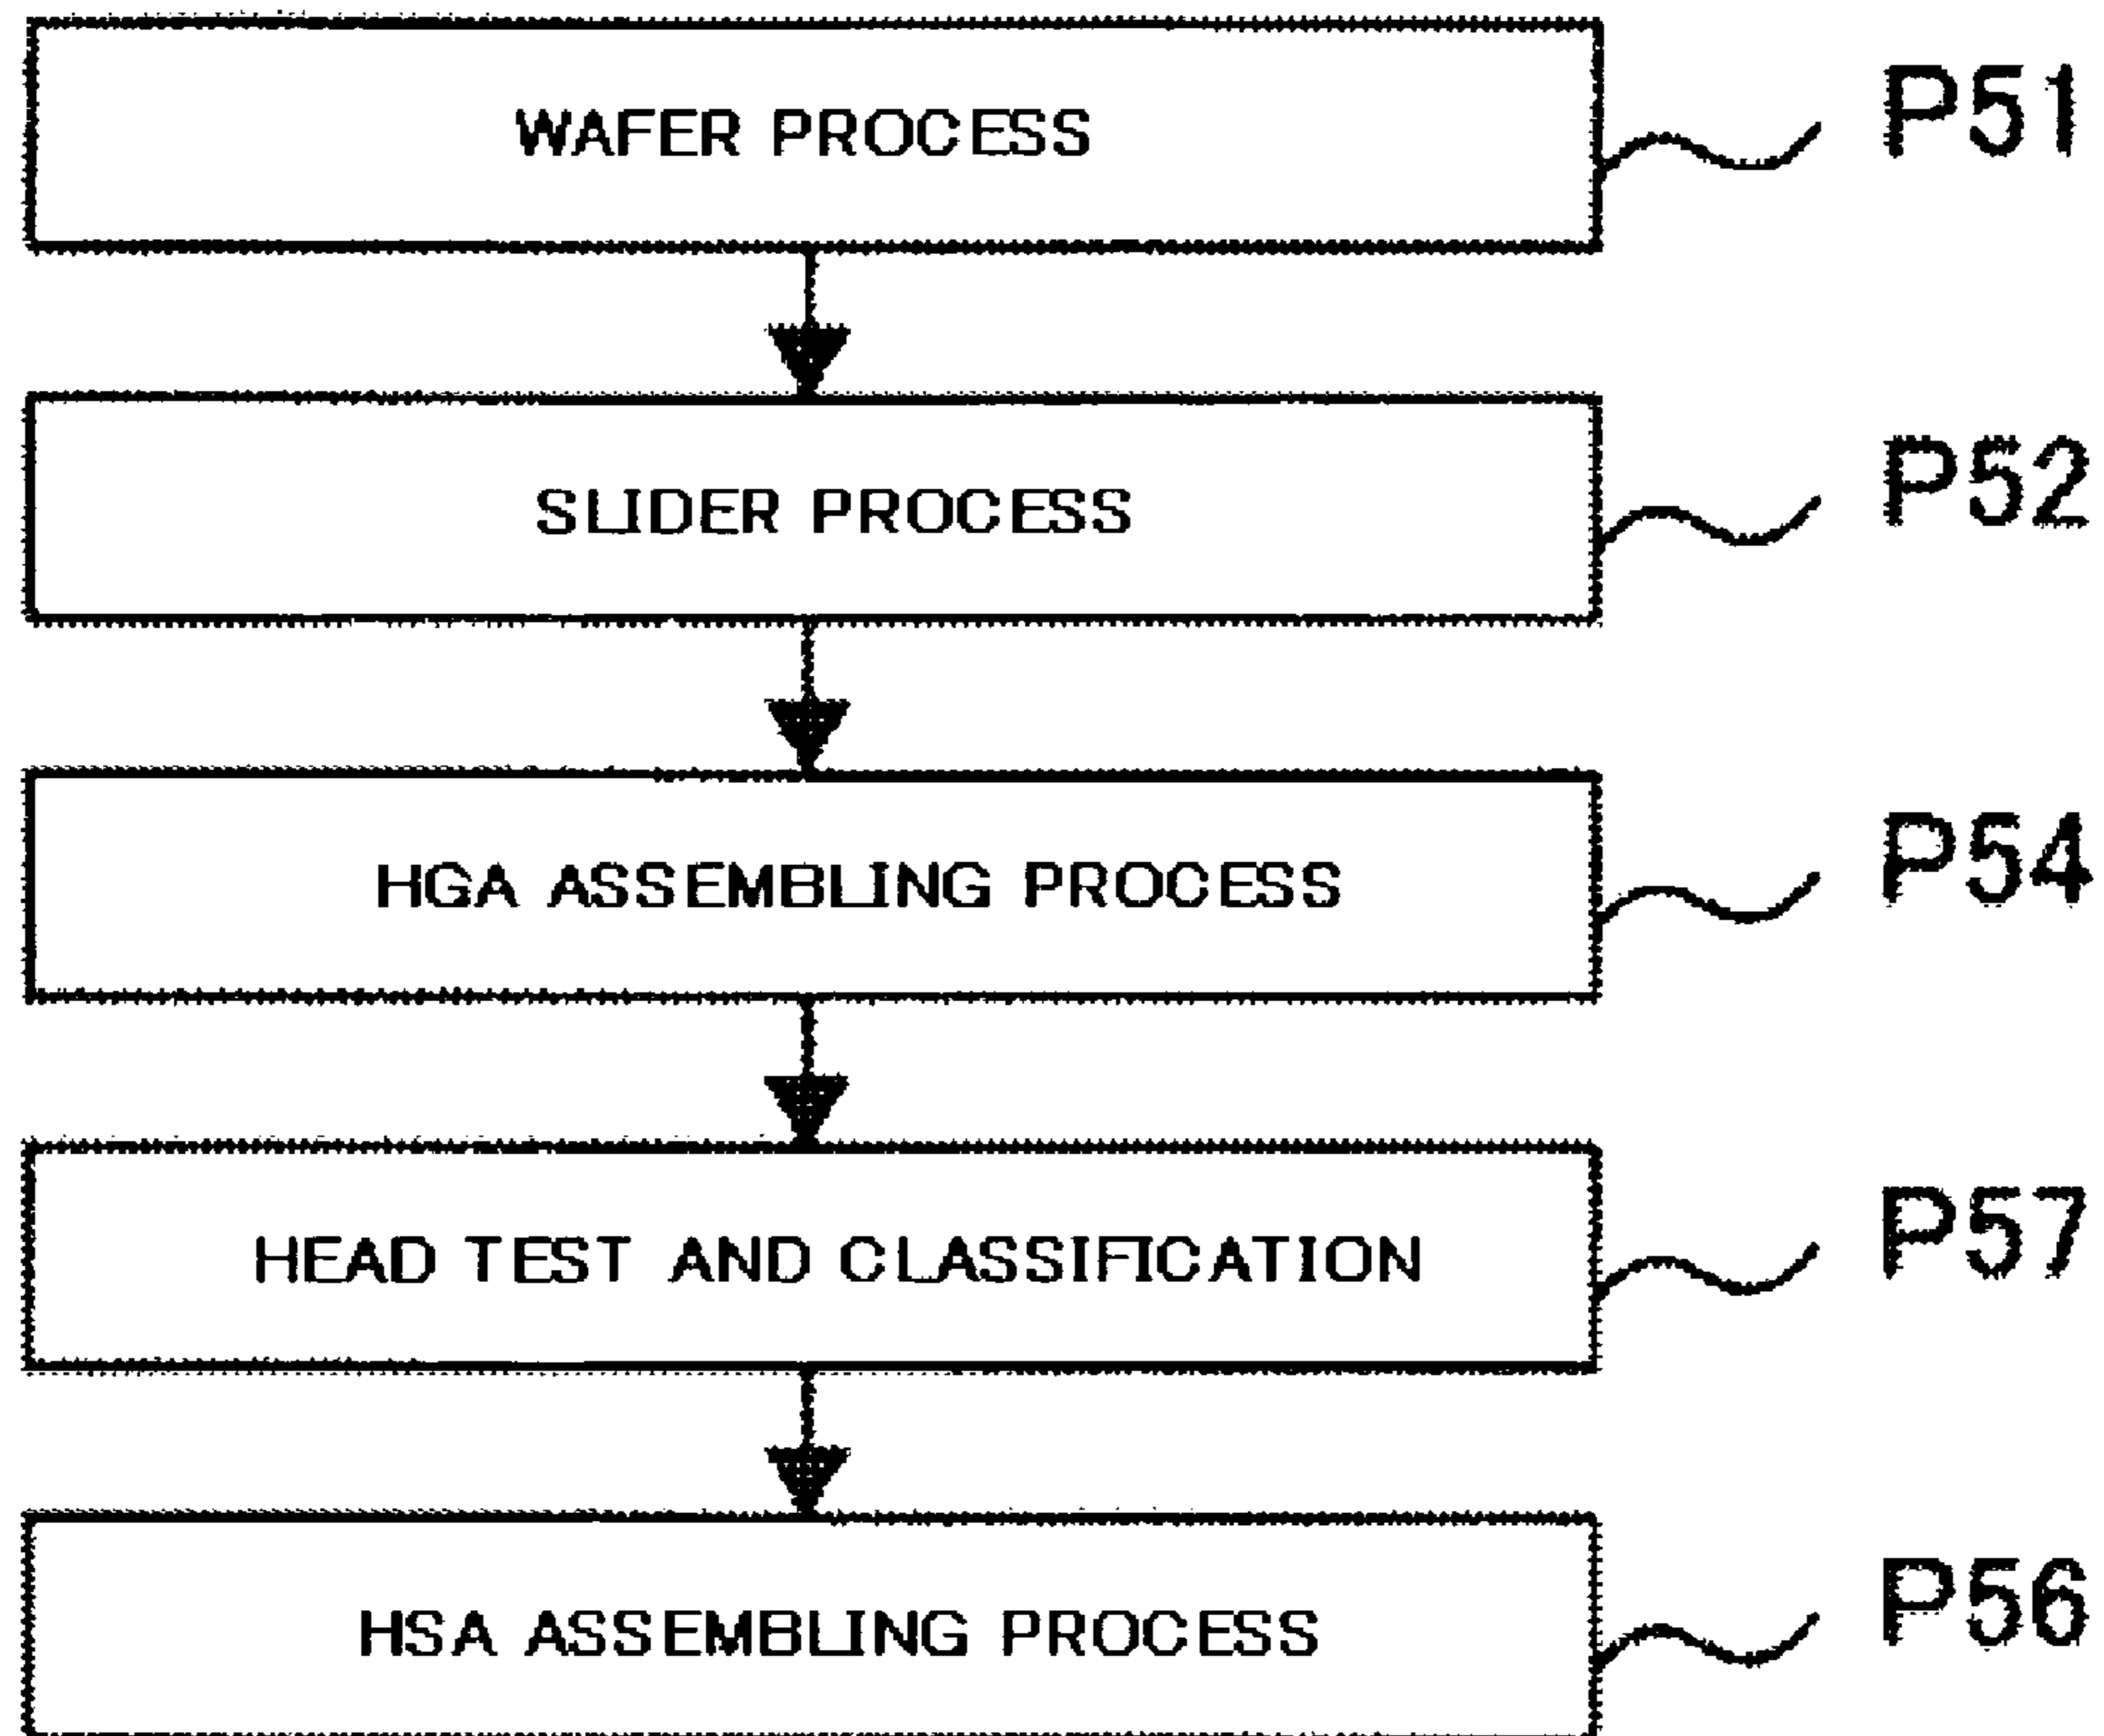 WAFER PROCESS P51
SLIDER PROCESS P52
HGA ASSEMBLING PROCESS P54
HEAD TEST AND CLASSIFICATION P57
HSA ASSEMBLING PROCESS P56